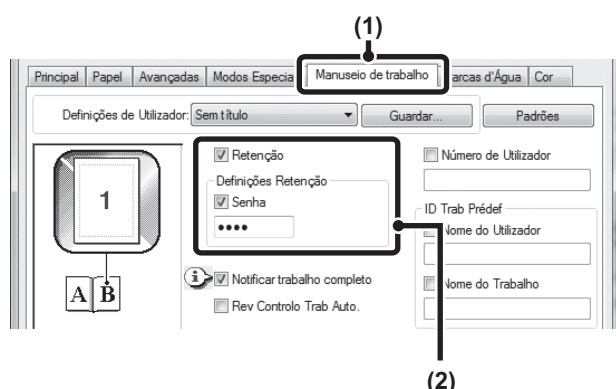 (1)
Principal Papel Avançadas Modos Especia Manuseio de trabalho arcas d'Água Cor
Definições de Utilizador: Sem título Guardar... Padrões
Retenção
Definições Retenção
Senha
••••
Número de Utilizador
ID Trab Prédef
Nome do Utilizador
Nome do Trabalho
1
A B
Notificar trabalho completo
Rev Controlo Trab Auto.
(2)